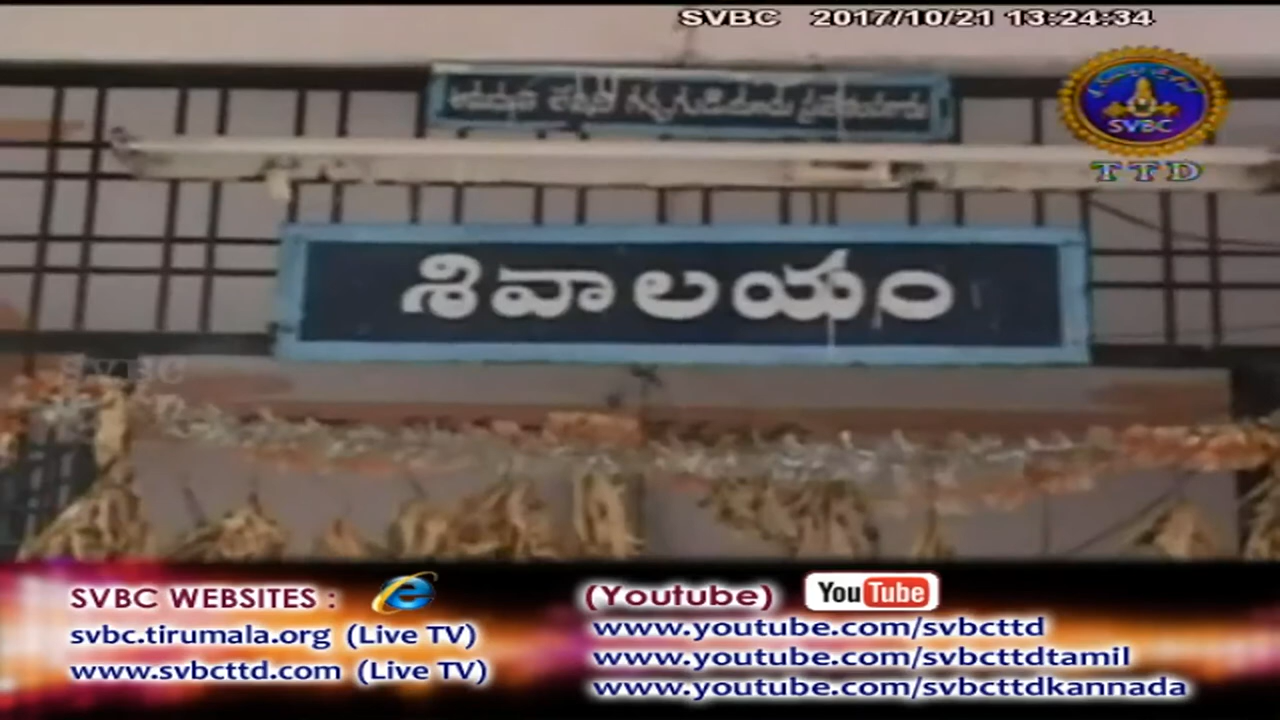 SVBC 2017/10/21 13:24:34
SVBC
TTD
శివాలయం
SVBC
SVBC WEBSITES :
svbc.tirumala.org (Live TV)
www.svbcttd.com (Live TV)
(Youtube) YouTube
www.youtube.com/svbcttd
www.youtube.com/svbcttdtamil
www.youtube.com/svbcttdkannada